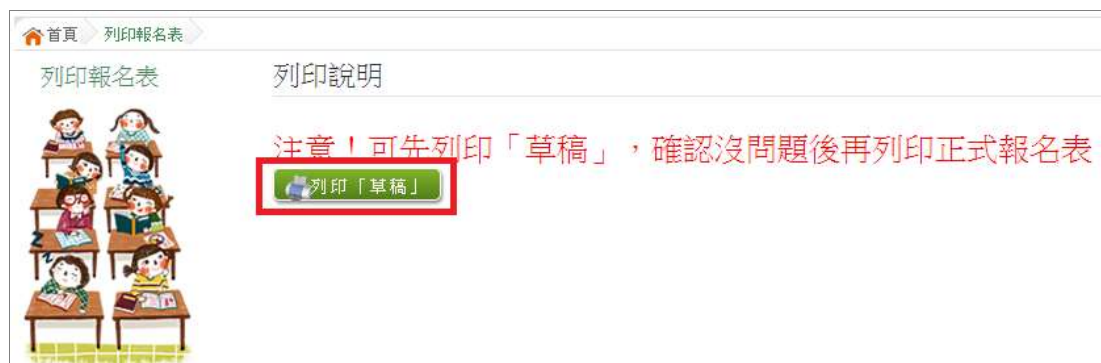 首頁 列印報名表
列印報名表
列印說明
注意！可先列印「草稿」，確認沒問題後再列印正式報名表
列印「草稿」